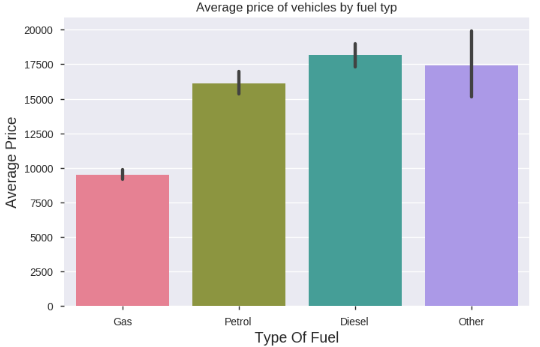 Average price of vehicles by fuel typ
20000
17500
15000
12500
10000
7500
5000
2500
0
Average Price
Gas Petrol Diesel Other
Type Of Fuel